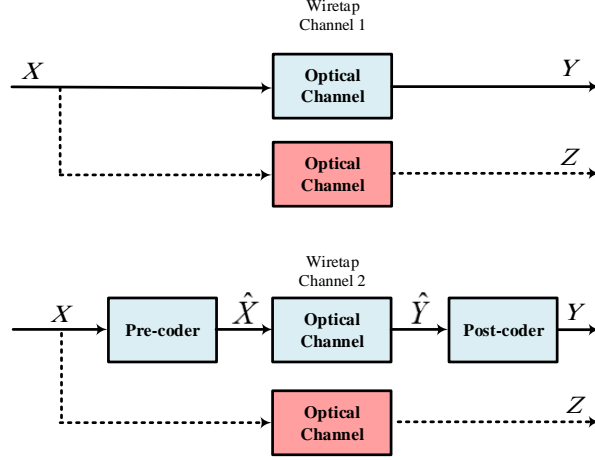 Wiretap
Channel 1
X
Optical
Channel
Y
Optical
Channel
Z
Wiretap
Channel 2
X
Pre-coder
X̂
Optical
Channel
Ŷ
Post-coder
Y
Optical
Channel
Z